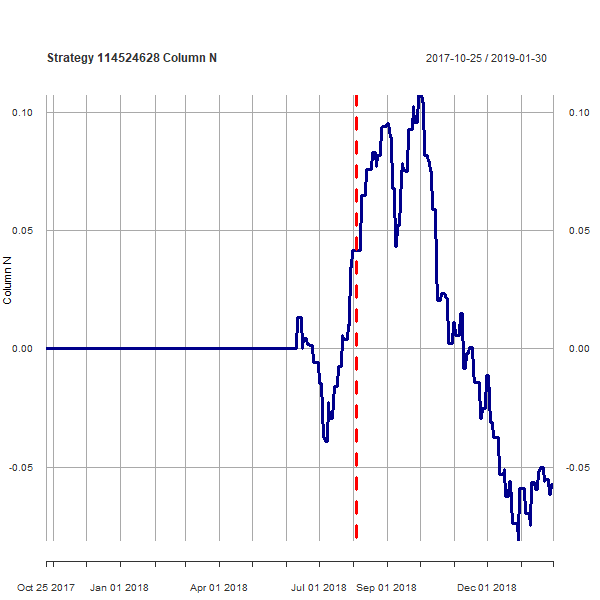 Strategy 114524628 Column N 2017-10-25 / 2019-01-30
0.10 0.10
0.05 0.05
Column N
0.00 0.00
-0.05 -0.05
Oct 25 2017 Jan 01 2018 Apr 01 2018 Jul 01 2018 Sep 01 2018 Dec 01 2018